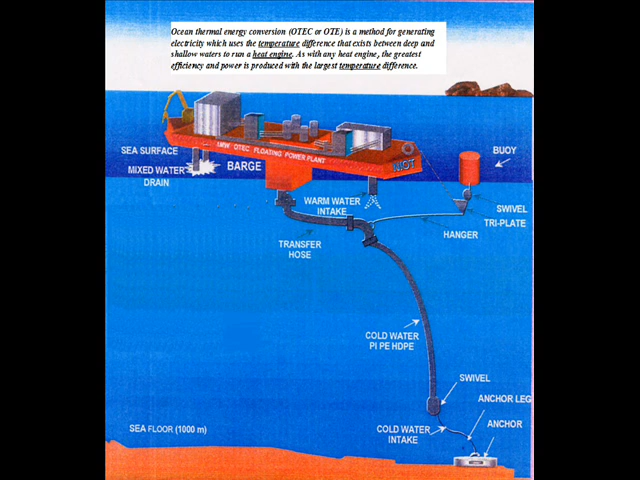 Ocean thermal energy conversion (OTEC or OTE) is a method for generating
electricity which uses the temperature difference that exists between deep and
shallow waters to run a heat engine. As with any heat engine, the greatest
efficiency and power is produced with the largest temperature difference.
SEA SURFACE
MIXED WATER
DRAIN
BARGE
1MW OTEC FLOATING POWER PLANT
NIOT
BUOY
WARM WATER
INTAKE
SWIVEL
TRI-PLATE
HANGER
TRANSFER
HOSE
COLD WATER
PI PE HDPE
SWIVEL
ANCHOR LEG
ANCHOR
COLD WATER
INTAKE
SEA FLOOR (1000 m)